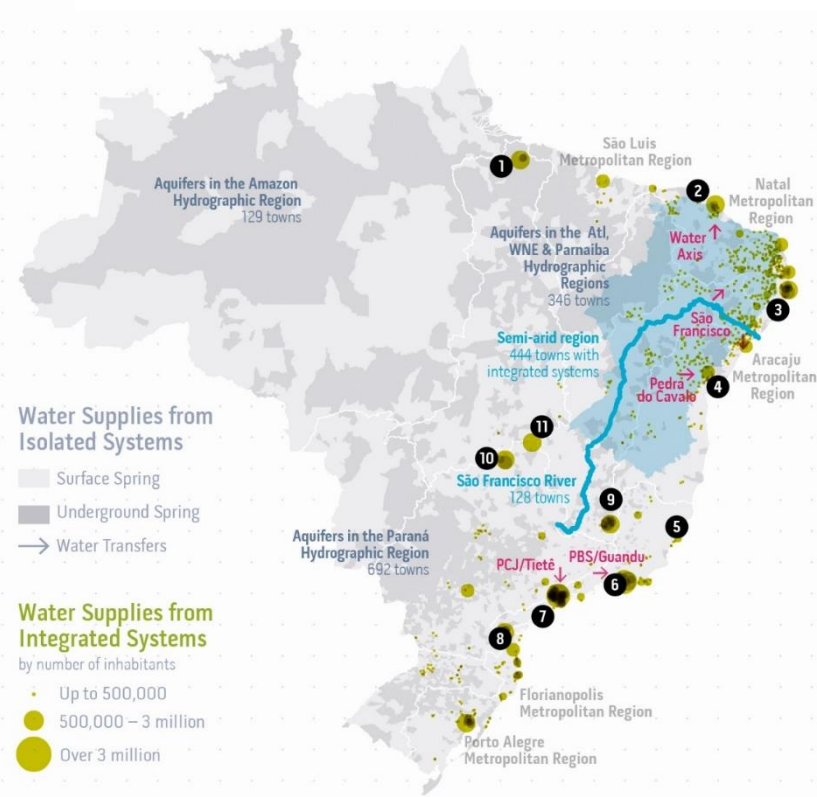 1
São Luis
Metropolitan Region
2
Natal
Metropolitan
Region
Aquifers in the Amazon
Hydrographic Region
129 towns
Aquifers in the Atl,
WNE & Parnaiba
Hydrographic
Regions
346 towns
Water
Axis
3
São
Francisco
Semi-arid region
444 towns with
integrated systems
Aracaju
Metropolitan
Region
Pedra
do Cavalo
4
11
10
São Francisco River
128 towns
9
5
Aquifers in the Paraná
Hydrographic Region
692 towns
PCJ/Tietê
PBS/Guandu
6
7
8
Florianopolis
Metropolitan Region
Porto Alegre
Metropolitan Region
Water Supplies from
Isolated Systems
Surface Spring
Underground Spring
Water Transfers
Water Supplies from
Integrated Systems
by number of inhabitants
Up to 500,000
500,000 – 3 million
Over 3 million